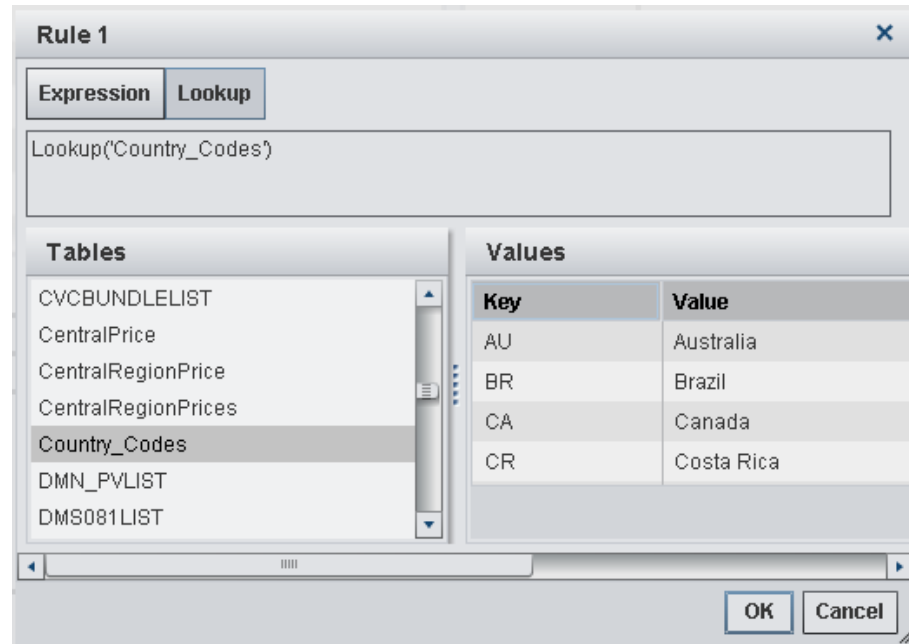 Rule 1
Expression Lookup
Lookup('Country_Codes')
Tables
CVCBUNDLELIST
CentralPrice
CentralRegionPrice
CentralRegionPrices
Country_Codes
DMN_PVLIST
DMS081LIST
Values
Key Value
AU Australia
BR Brazil
CA Canada
CR Costa Rica
OK Cancel